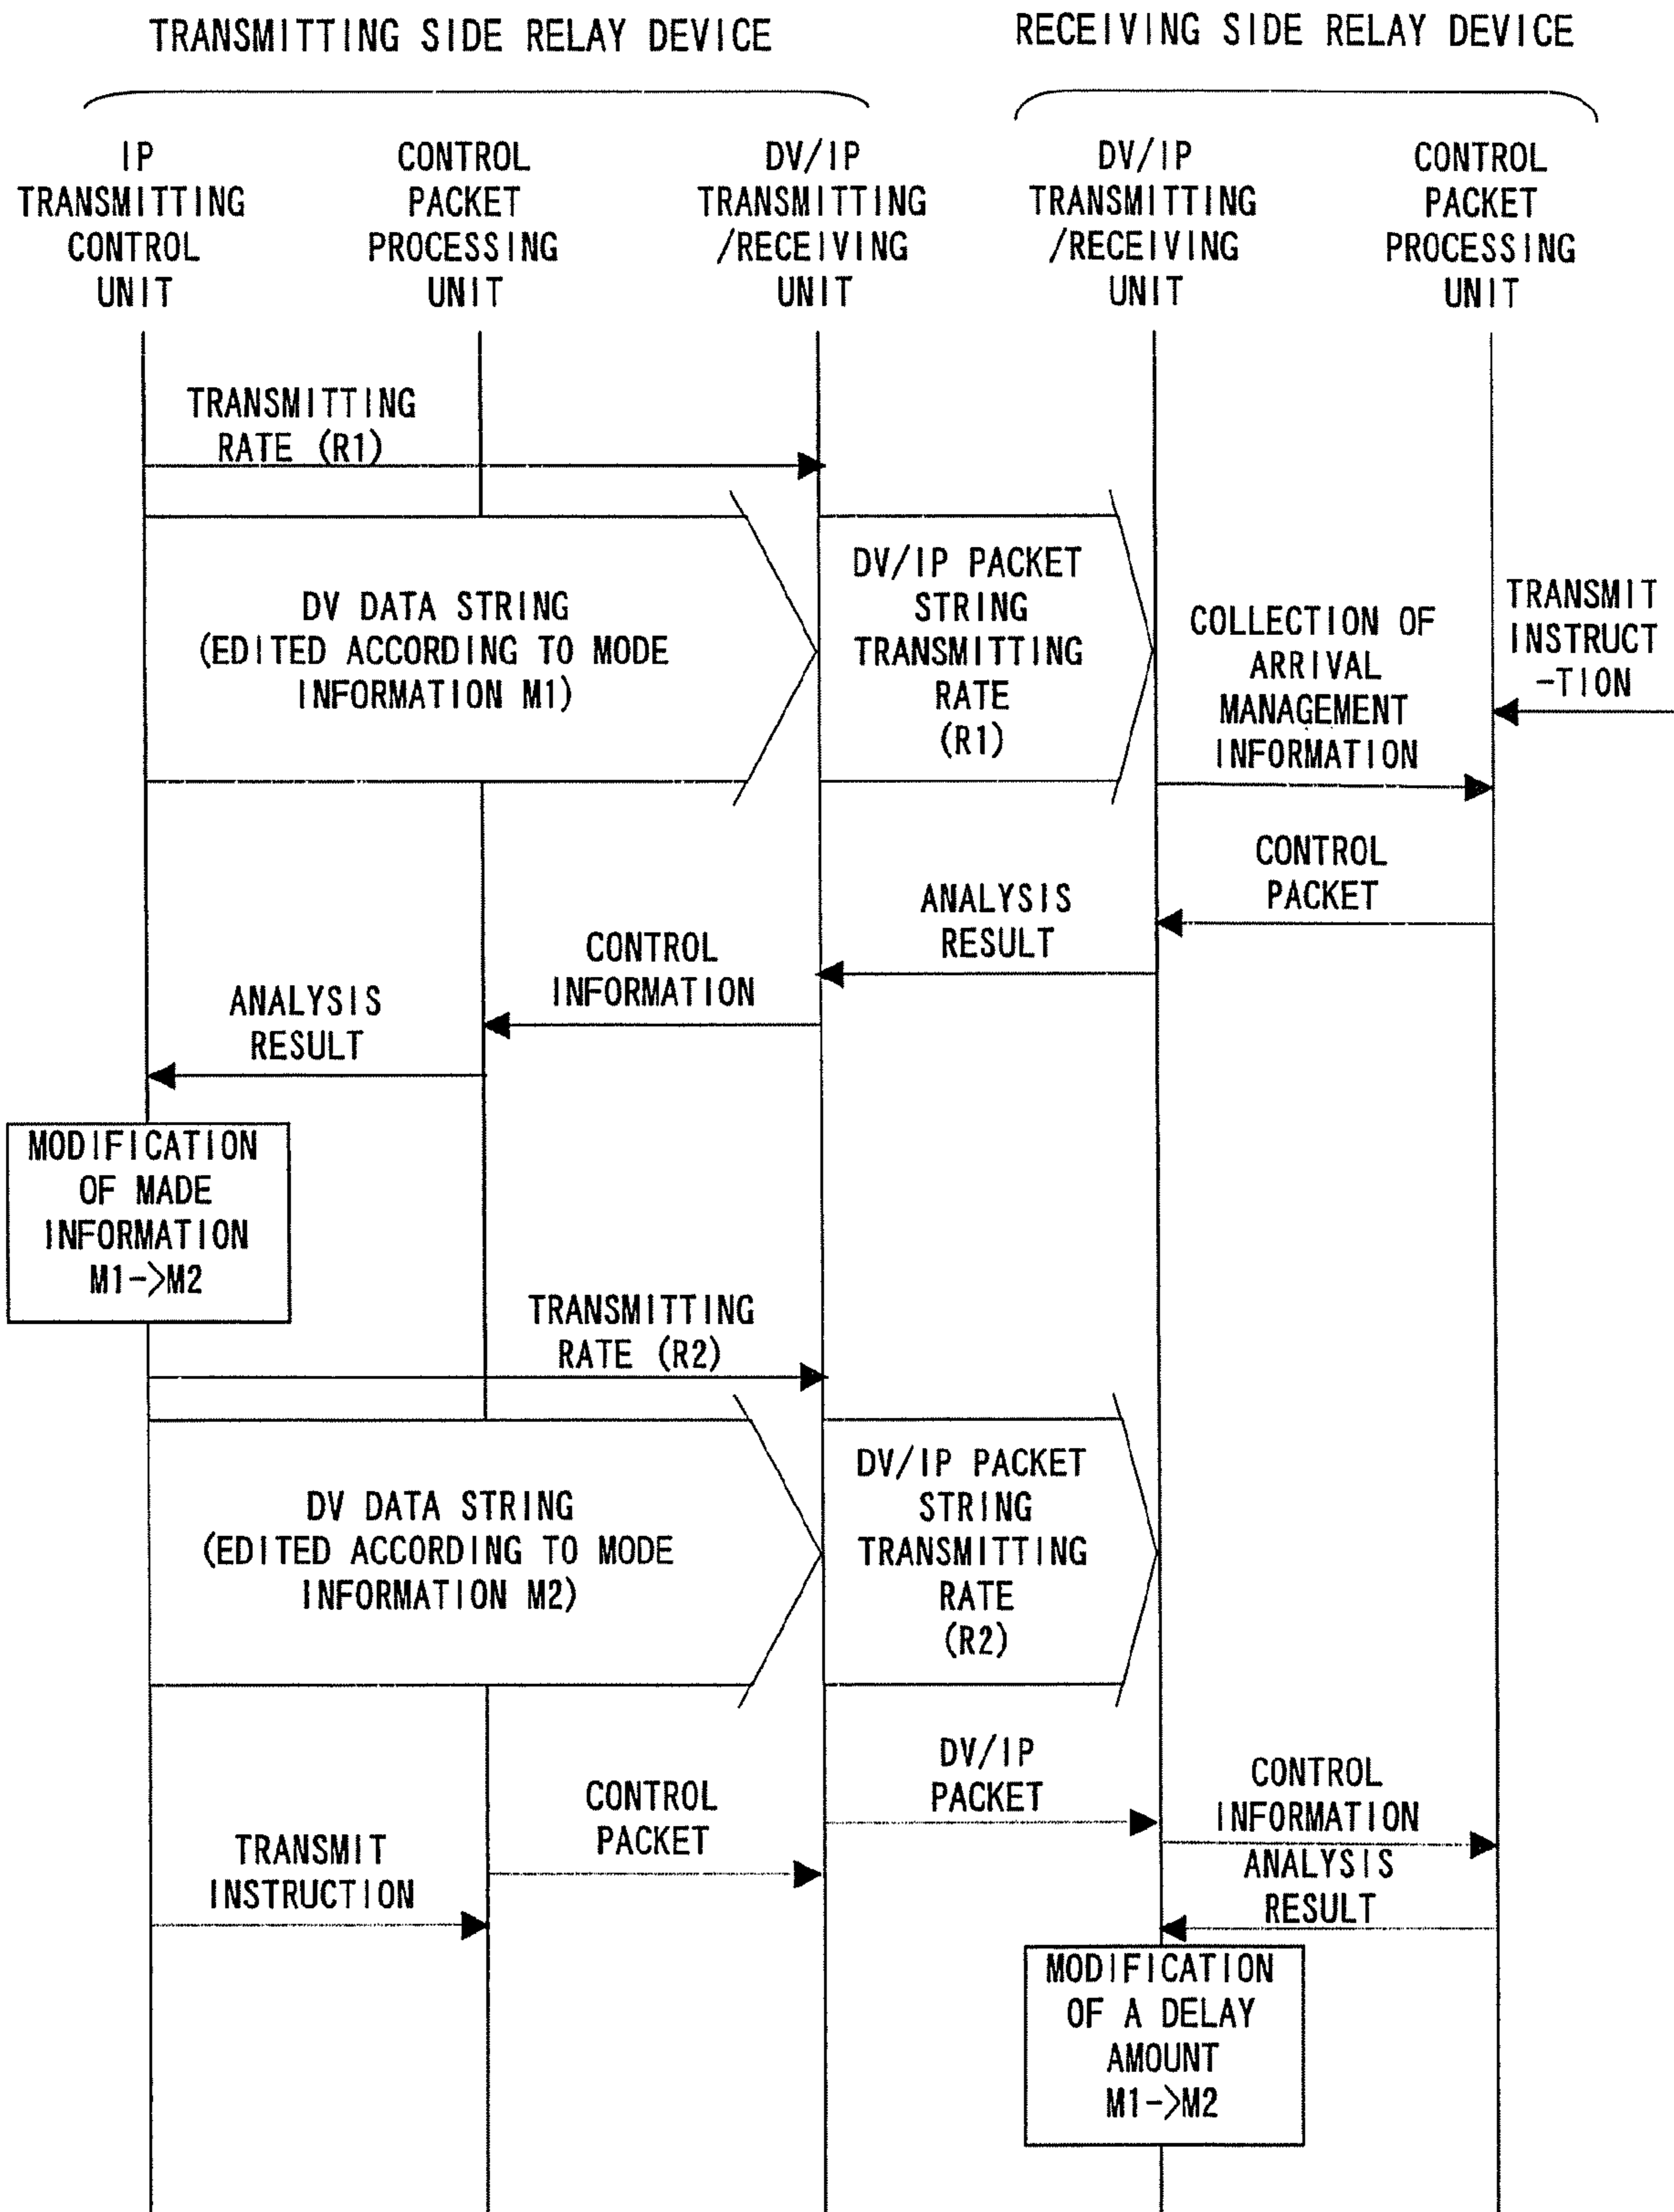 TRANSMITTING SIDE RELAY DEVICE
RECEIVING SIDE RELAY DEVICE
IP
TRANSMITTING
CONTROL
UNIT
CONTROL
PACKET
PROCESSING
UNIT
DV/IP
TRANSMITTING
/RECEIVING
UNIT
DV/IP
TRANSMITTING
/RECEIVING
UNIT
CONTROL
PACKET
PROCESSING
UNIT
TRANSMITTING
RATE (R1)
DV DATA STRING
(EDITED ACCORDING TO MODE
INFORMATION M1)
DV/IP PACKET
STRING
TRANSMITTING
RATE
(R1)
COLLECTION OF
ARRIVAL
MANAGEMENT
INFORMATION
TRANSMIT
INSTRUCT
-TION
CONTROL
PACKET
ANALYSIS
RESULT
CONTROL
INFORMATION
ANALYSIS
RESULT
MODIFICATION
OF MADE
INFORMATION
M1->M2
TRANSMITTING
RATE (R2)
DV DATA STRING
(EDITED ACCORDING TO MODE
INFORMATION M2)
DV/IP PACKET
STRING
TRANSMITTING
RATE
(R2)
DV/IP
PACKET
CONTROL
INFORMATION
CONTROL
PACKET
TRANSMIT
INSTRUCTION
ANALYSIS
RESULT
MODIFICATION
OF A DELAY
AMOUNT
M1->M2